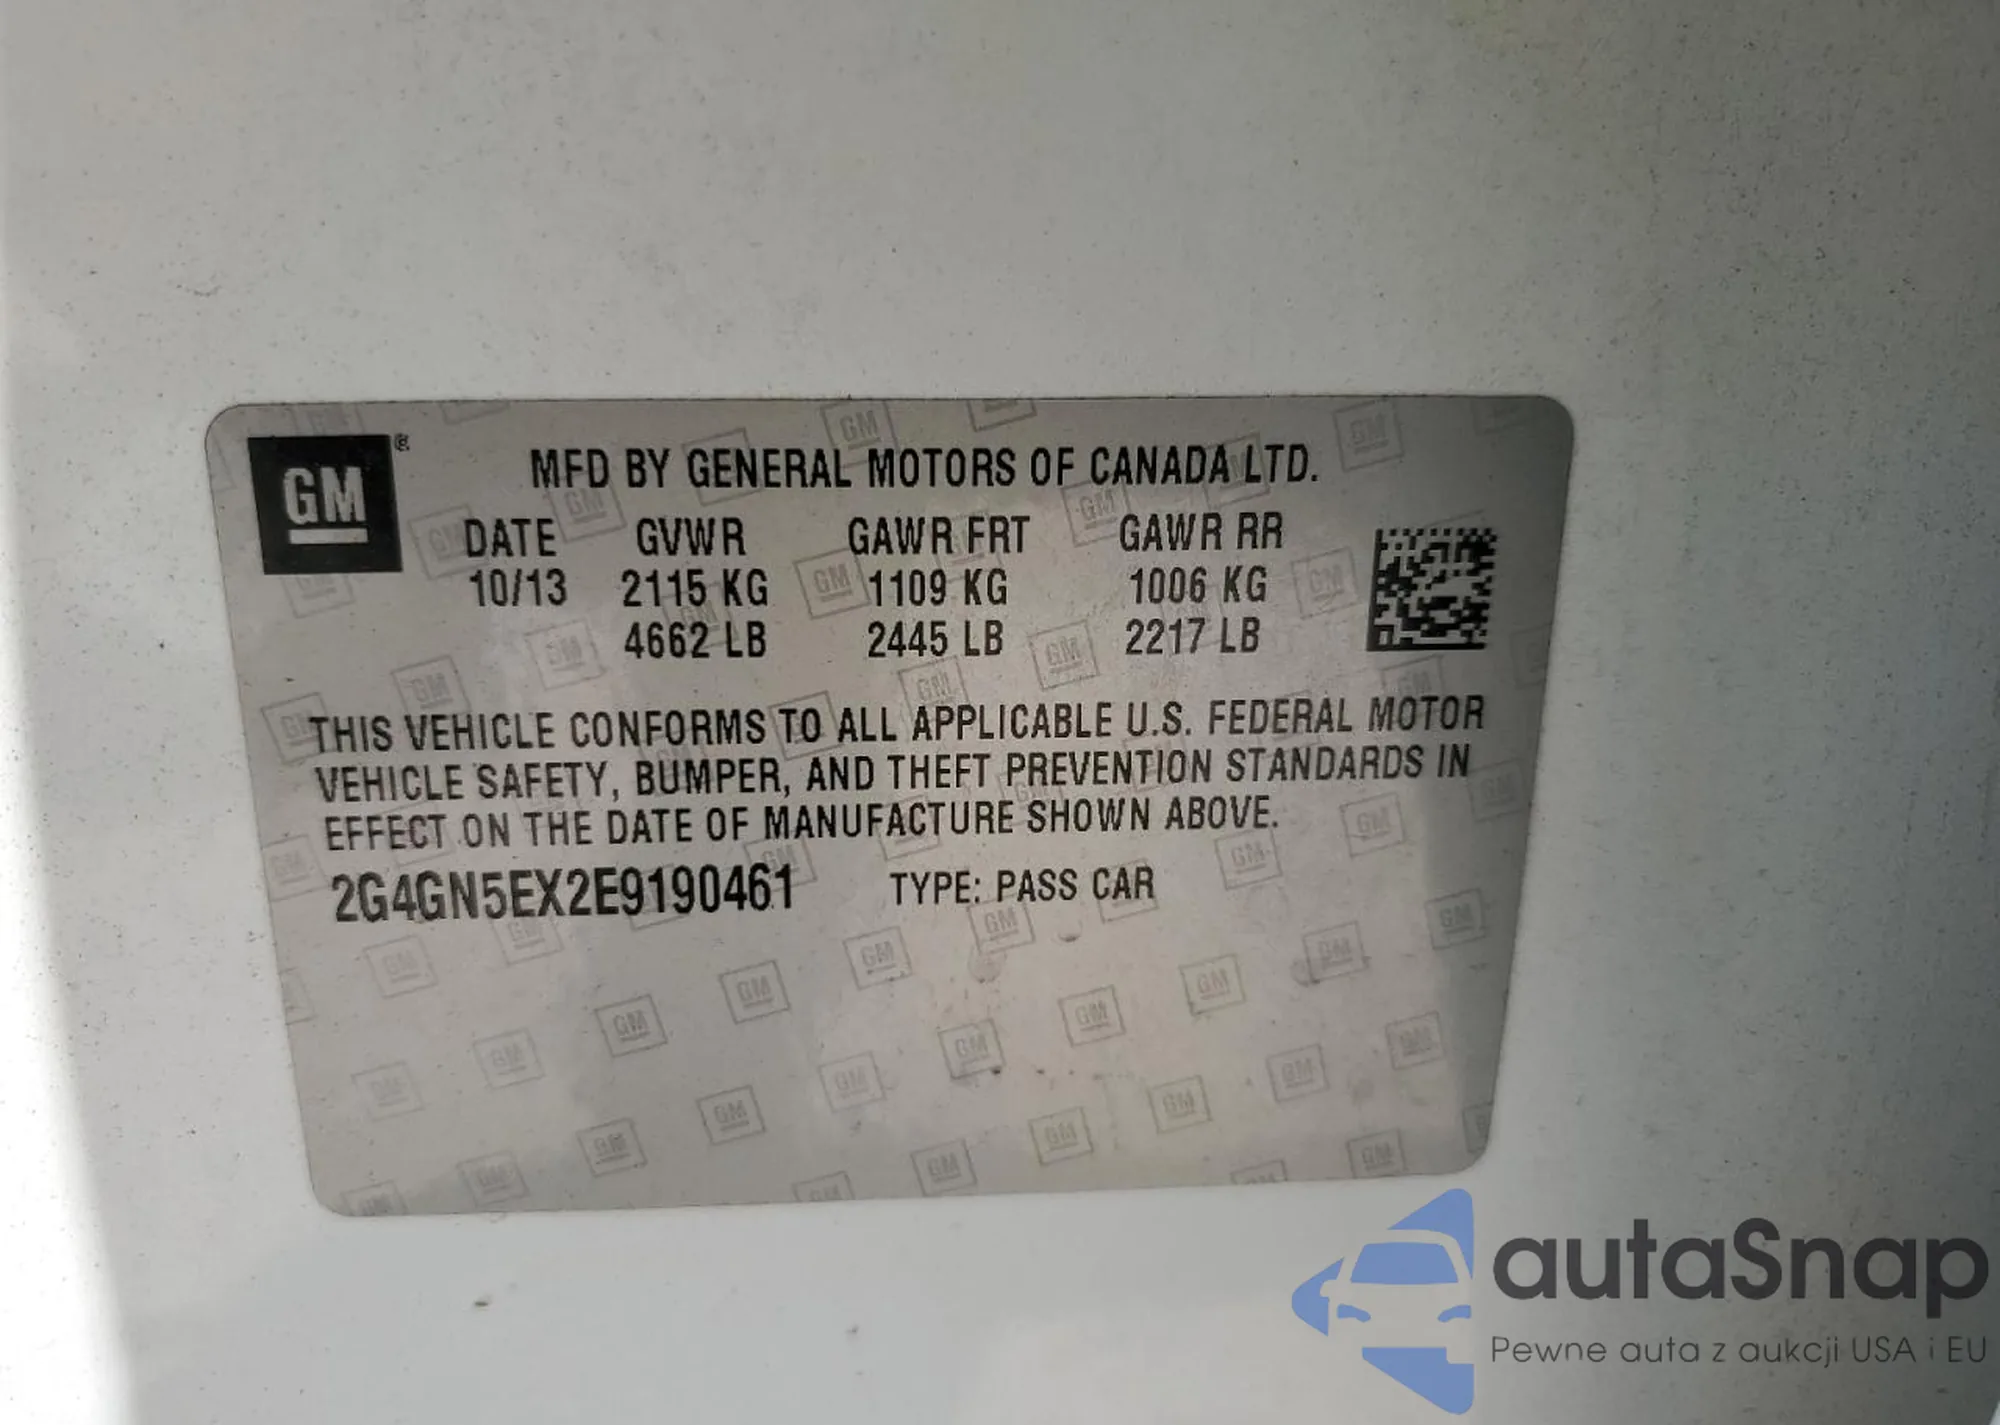 GM ®
MFD BY GENERAL MOTORS OF CANADA LTD.
DATE GVWR GAWR FRT GAWR RR
10/13 2115 KG 1109 KG 1006 KG
4662 LB 2445 LB 2217 LB
THIS VEHICLE CONFORMS TO ALL APPLICABLE U.S. FEDERAL MOTOR
VEHICLE SAFETY, BUMPER, AND THEFT PREVENTION STANDARDS IN
EFFECT ON THE DATE OF MANUFACTURE SHOWN ABOVE.
2G4GN5EX2E9190461 TYPE: PASS CAR
autaSnap
Pewne auta z aukcji USA i EU